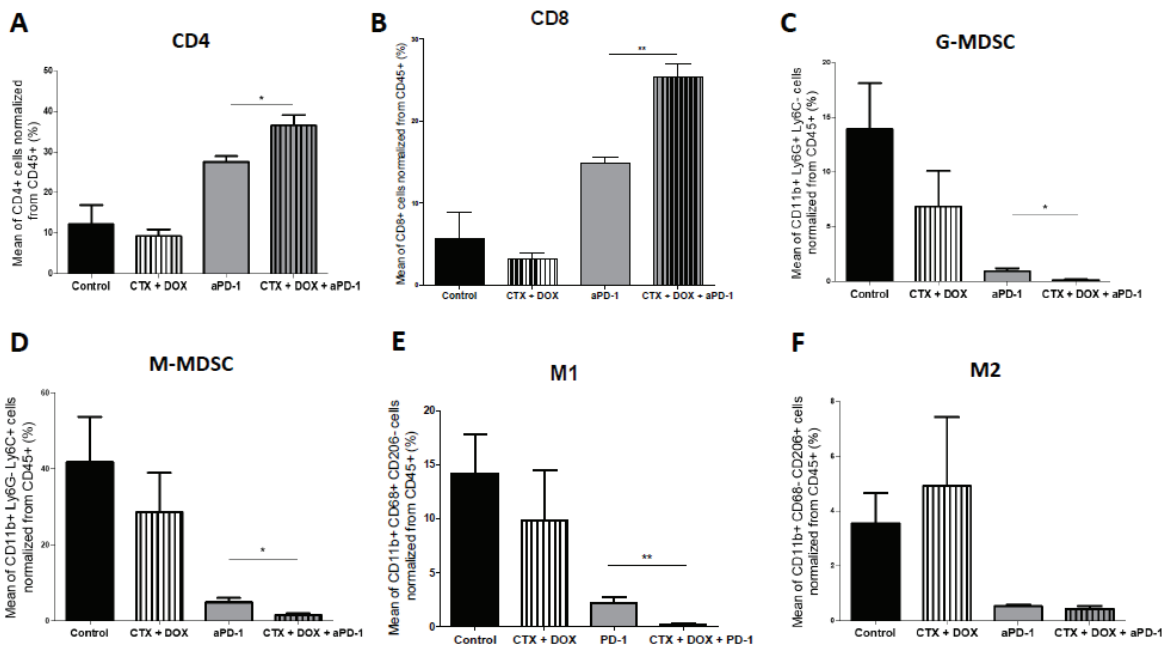 A
CD4
Mean of CD4+ cells normalized
from CD45+ (%)
50
40
30
20
10
0
*
Control
CTX + DOX
aPD-1
CTX + DOX + aPD-1
B
CD8
Mean of CD8+ cells normalized from CD45+ (%)
30
20
10
0
**
Control
CTX + DOX
aPD-1
CTX + DOX + aPD-1
C
G-MDSC
Mean of CD11b+ Ly6G+ Ly6C- cells
normalized from CD45+ (%)
20
15
10
5
0
*
Control
CTX + DOX
aPD-1
CTX + DOX + aPD-1
D
M-MDSC
Mean of CD11b+ Ly6G- Ly6C+ cells
normalized from CD45+ (%)
60
40
20
0
*
Control
CTX + DOX
aPD-1
CTX + DOX + aPD-1
E
M1
Mean of CD11b+ CD68+ CD206- cells
normalized from CD45+ (%)
20
15
10
5
0
**
Control
CTX + DOX
PD-1
CTX + DOX + PD-1
F
M2
Mean of CD11b+ CD68- CD206+ cells
normalized from CD45+ (%)
8
6
4
2
0
Control
CTX + DOX
aPD-1
CTX + DOX + aPD-1